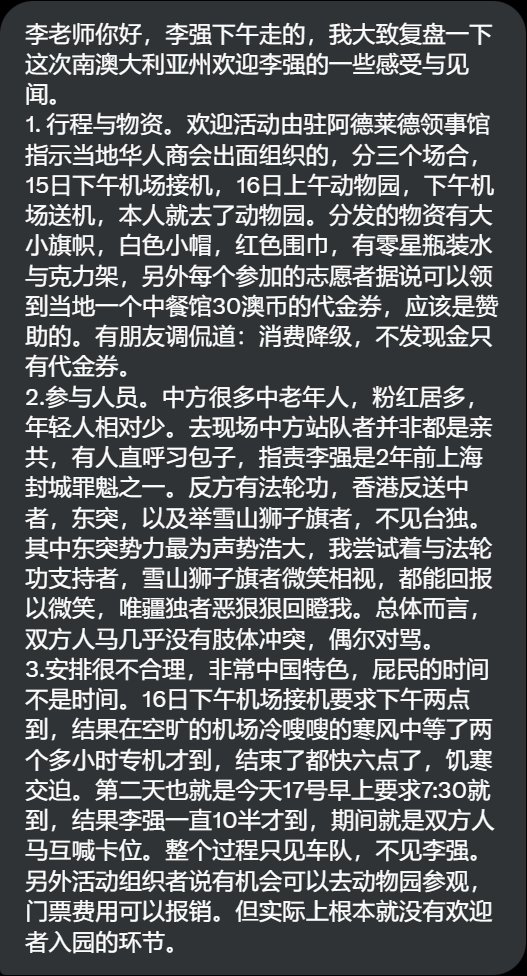 李老师你好，李强下午走的，我大致复盘一下
这次南澳大利亚州欢迎李强的一些感受与见
闻。
1. 行程与物资。欢迎活动由驻阿德莱德领事馆
指示当地华人商会出面组织的，分三个场合，
15日下午机场接机，16日上午动物园，下午机
场送机，本人就去了动物园。分发的物资有大
小旗帜，白色小帽，红色围巾，有零星瓶装水
与克力架，另外每个参加的志愿者据说可以领
到当地一个中餐馆30澳币的代金券，应该是赞
助的。有朋友调侃道：消费降级，不发现金只
有代金券。
2.参与人员。中方很多中老年人，粉红居多，
年轻人相对少。去现场中方站队者并非都是亲
共，有人直呼习包子，指责李强是2年前上海
封城罪魁之一。反方有法轮功，香港反送中
者，东突，以及举雪山狮子旗者，不见台独。
其中东突势力最为声势浩大，我尝试着与法轮
功支持者，雪山狮子旗者微笑相视，都能回报
以微笑，唯疆独者恶狠狠回瞪我。总体而言，
双方人马几乎没有肢体冲突，偶尔对骂。
3.安排很不合理，非常中国特色，屁民的时间
不是时间。16日下午机场接机要求下午两点
到，结果在空旷的机场冷嗖嗖的寒风中等了两
个多小时专机才到，结束了都快六点了，饥寒
交迫。第二天也就是今天17号早上要求7:30就
到，结果李强一直10半才到，期间就是双方人
马互喊卡位。整个过程只见车队，不见李强。
另外活动组织者说有机会可以去动物园参观，
门票费用可以报销。但实际上根本就没有欢迎
者入园的环节。